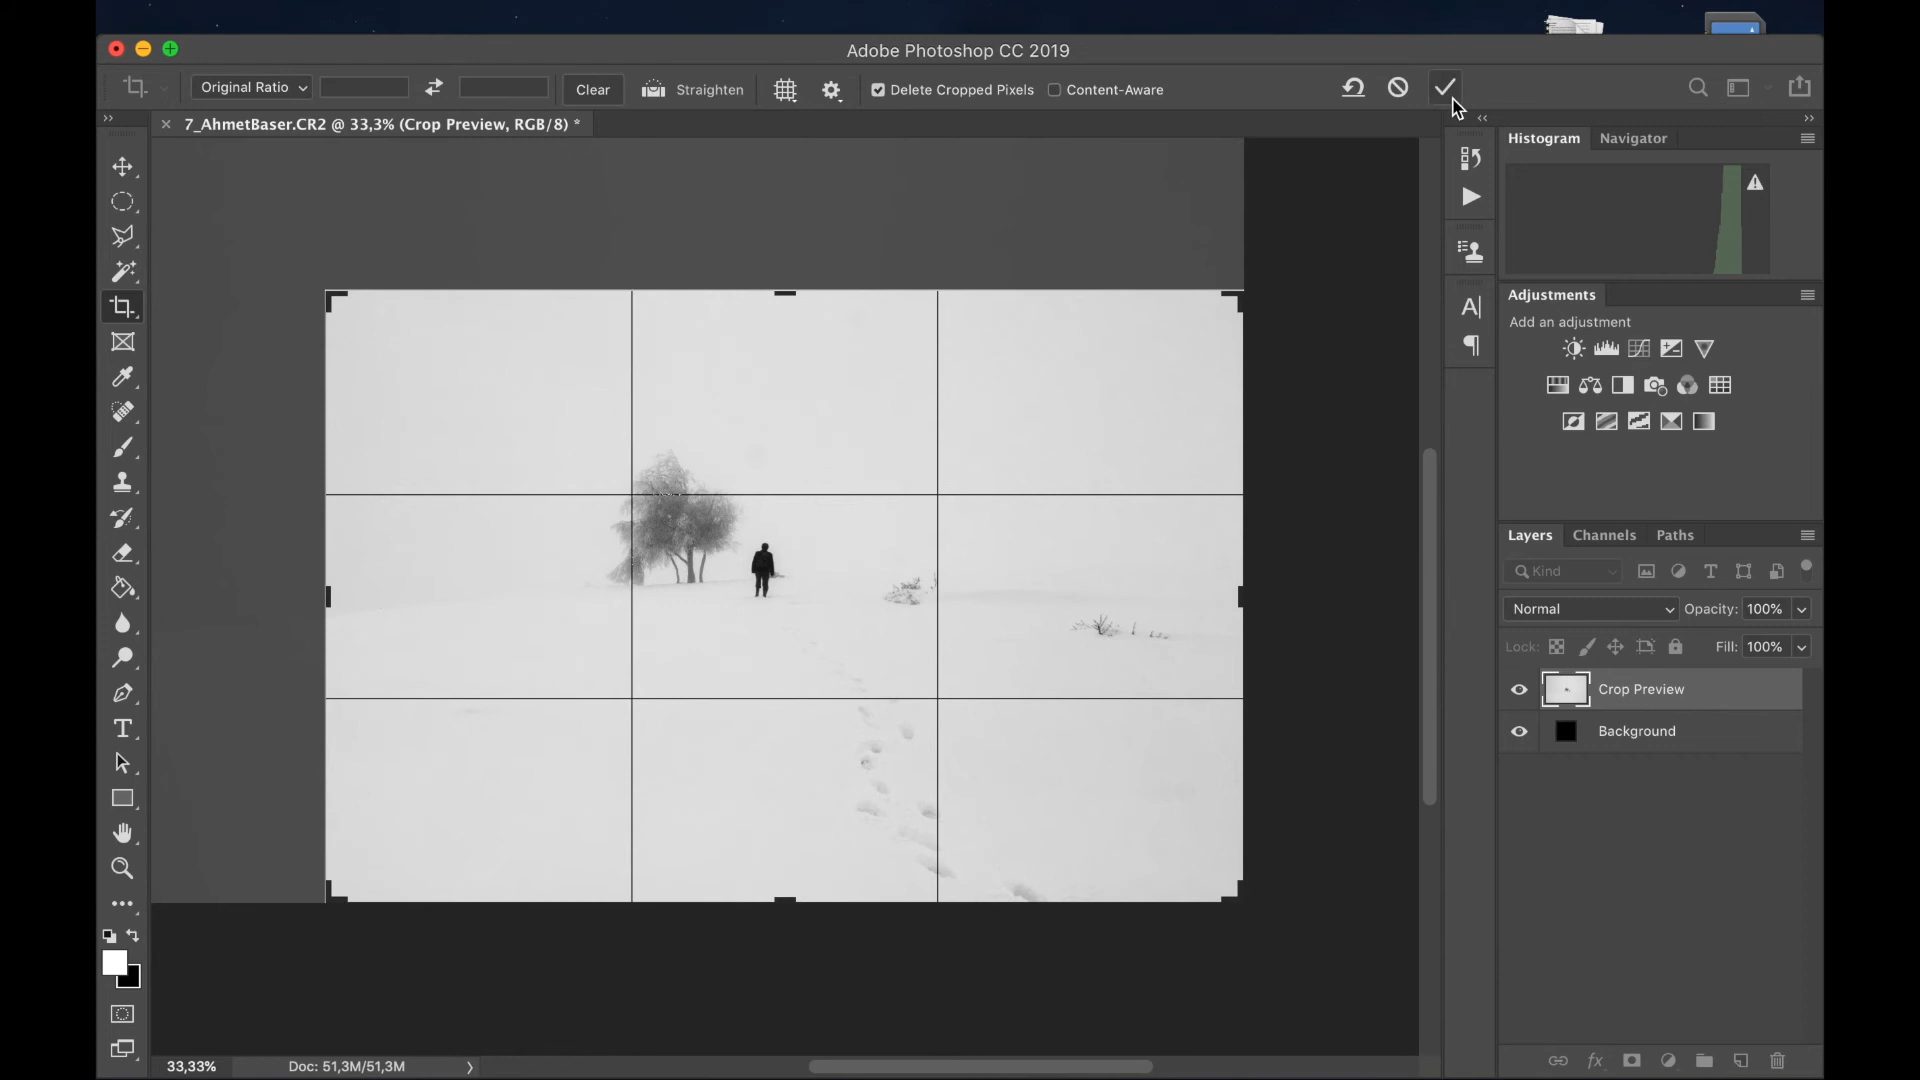 Adobe Photoshop CC 2019
Original Ratio
Clear
Straighten
Delete Cropped Pixels
Content-Aware
7_AhmetBaser.CR2 @ 33,3% (Crop Preview, RGB/8) *
Histogram
Navigator
Adjustments
Add an adjustment
Layers
Channels
Paths
Kind
Normal
Opacity: 100%
Lock:
Fill: 100%
Crop Preview
Background
33,33%
Doc: 51,3M/51,3M